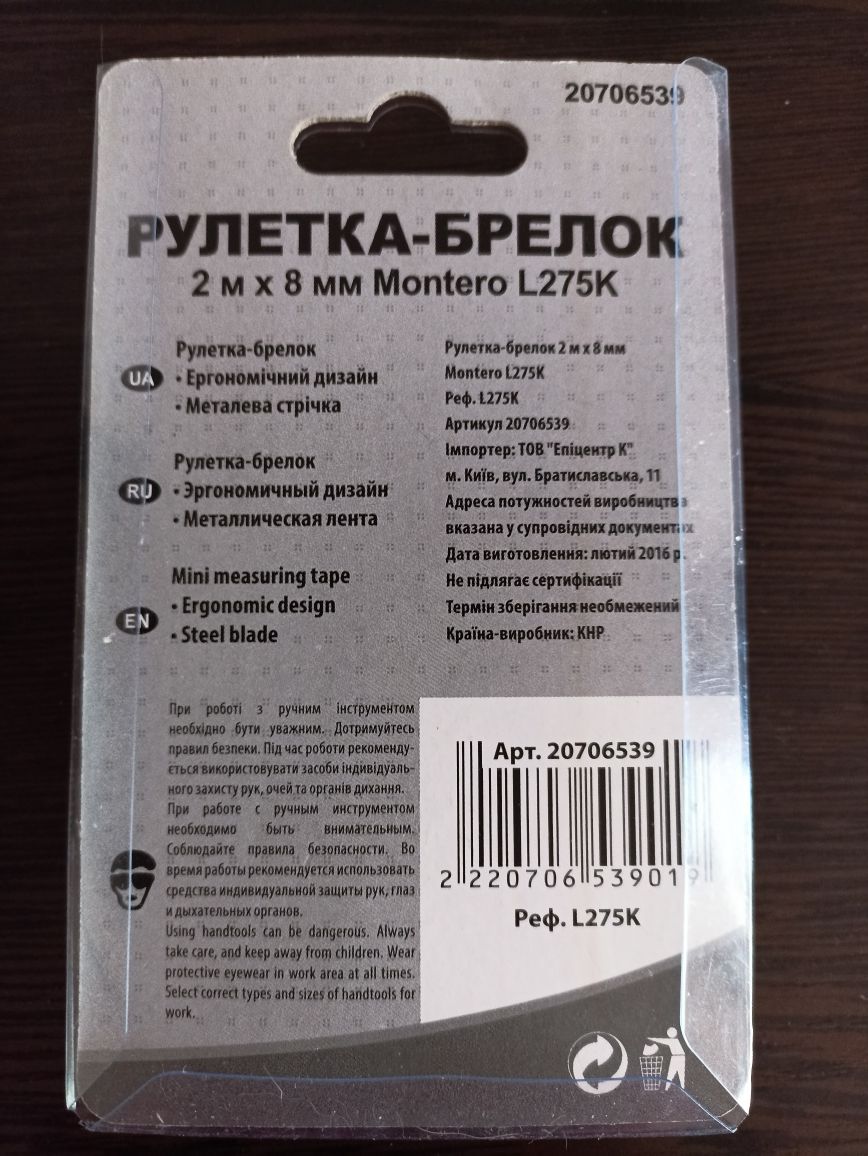 20706539
РУЛЕТКА-БРЕЛОК
2 м x 8 мм Montero L275K
UA
Рулетка-брелок
• Ергономічний дизайн
• Металева стрічка
RU
Рулетка-брелок
• Эргономичный дизайн
• Металлическая лента
EN
Mini measuring tape
• Ergonomic design
• Steel blade
Рулетка-брелок 2 м x 8 мм
Montero L275K
Реф. L275K
Артикул 20706539
Імпортер: ТОВ "Епіцентр К"
м. Київ, вул. Братиславська, 11
Адреса потужностей виробництва
вказана у супровідних документах
Дата виготовлення: лютий 2016 р.
Не підлягає сертифікації
Термін зберігання необмежений
Країна-виробник: КНР
При роботі з ручним інструментом
необхідно бути уважним. Дотримуйтесь
правил безпеки. Під час роботи рекоменду-
ється використовувати засоби індивідуаль-
ного захисту рук, очей та органів дихання.
При работе с ручным инструментом
необходимо быть внимательным.
Соблюдайте правила безопасности. Во
время работы рекомендуется использовать
средства индивидуальной защиты рук, глаз
и дыхательных органов.
Using handtools can be dangerous. Always
take care, and keep away from children. Wear
protective eyewear in work area at all times.
Select correct types and sizes of handtools for
work.
Арт. 20706539
2 220706 539019
Реф. L275K